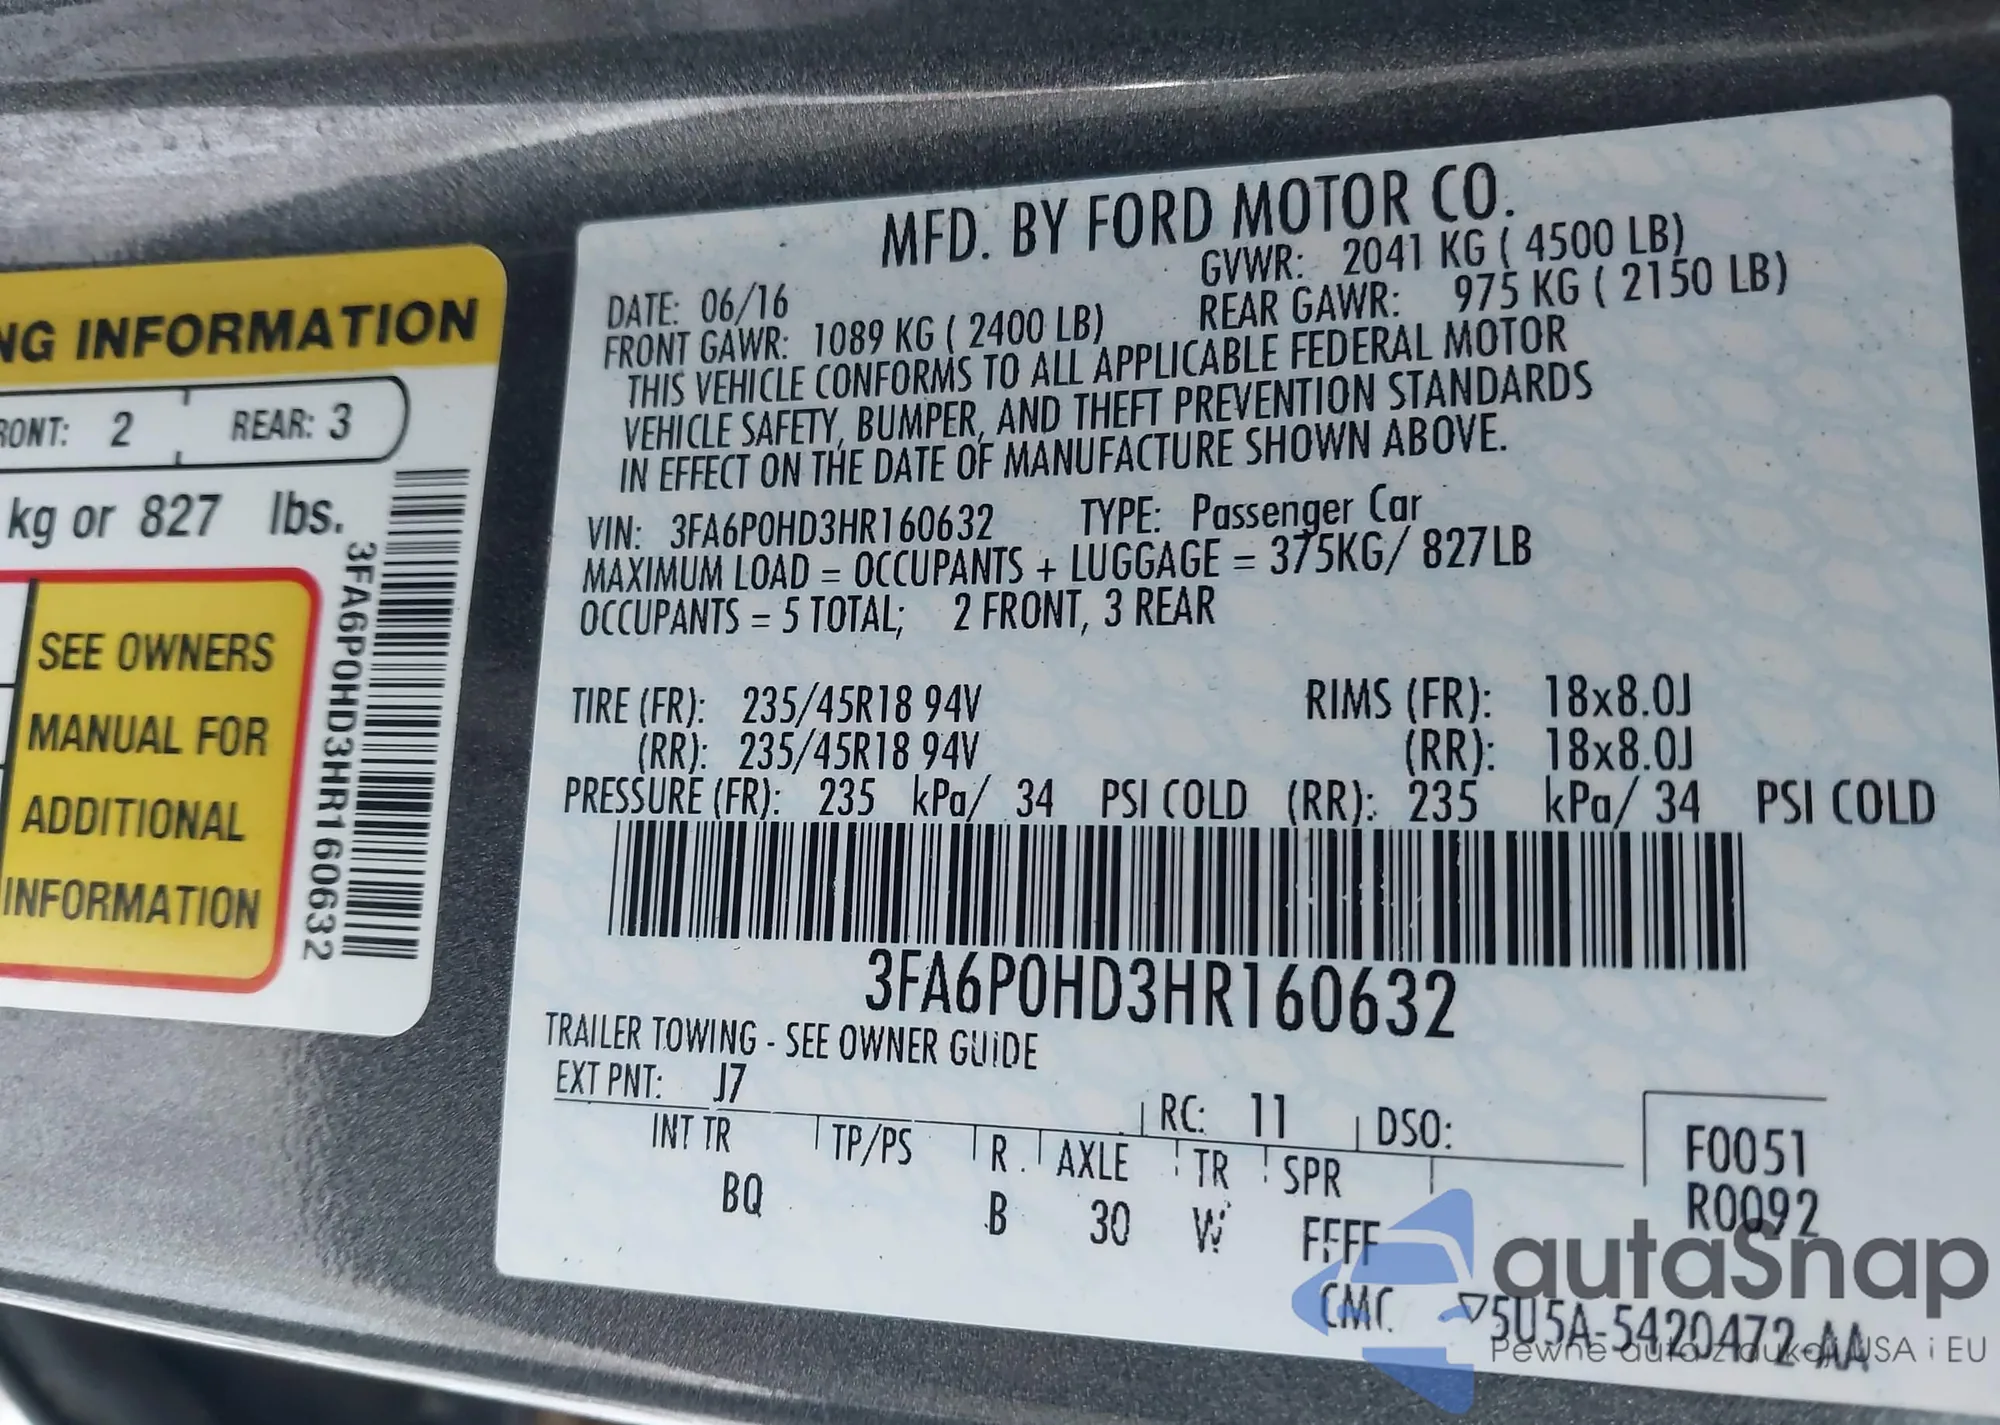 NG INFORMATION
RONT: 2 REAR: 3
kg or 827 lbs.
SEE OWNERS
MANUAL FOR
ADDITIONAL
INFORMATION
3FA6P0HD3HR160632
MFD. BY FORD MOTOR CO.
DATE: 06/16 GVWR: 2041 KG ( 4500 LB)
FRONT GAWR: 1089 KG ( 2400 LB) REAR GAWR: 975 KG ( 2150 LB)
THIS VEHICLE CONFORMS TO ALL APPLICABLE FEDERAL MOTOR
VEHICLE SAFETY, BUMPER, AND THEFT PREVENTION STANDARDS
IN EFFECT ON THE DATE OF MANUFACTURE SHOWN ABOVE.
VIN: 3FA6P0HD3HR160632 TYPE: Passenger Car
MAXIMUM LOAD = OCCUPANTS + LUGGAGE = 375KG/ 827LB
OCCUPANTS = 5 TOTAL; 2 FRONT, 3 REAR
TIRE (FR): 235/45R18 94V RIMS (FR): 18x8.0J
(RR): 235/45R18 94V (RR): 18x8.0J
PRESSURE (FR): 235 kPa/ 34 PSI COLD (RR): 235 kPa/ 34 PSI COLD
3FA6P0HD3HR160632
TRAILER TOWING - SEE OWNER GUIDE
EXT PNT: J7 RC: 11 DSO: F0051
INT TR TP/PS R AXLE TR SPR R0092
BQ B 30 W FFFF
autaSnap
CMC ▽5U5A-5420472-AA
Pewne auta z aukcji USA i EU